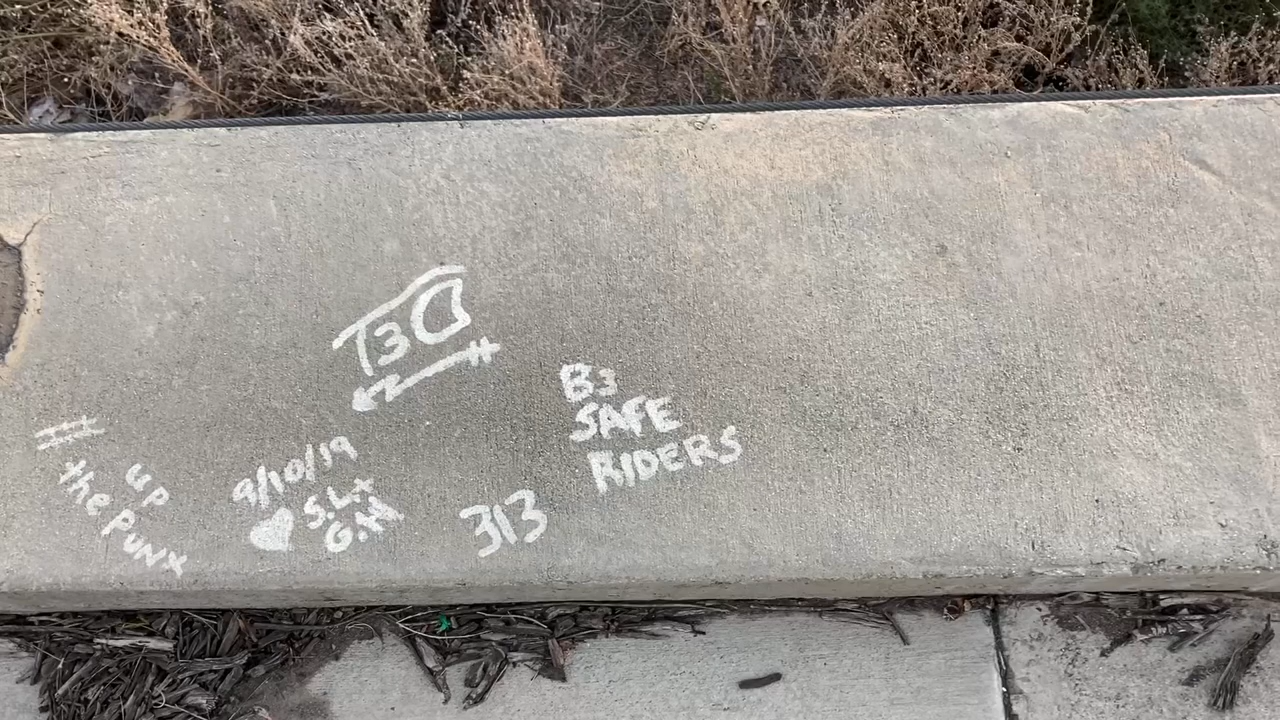 T3C
B3
SAFE
RIDERS
#
up
the punx
9/10/19
S.L+
G.M
313